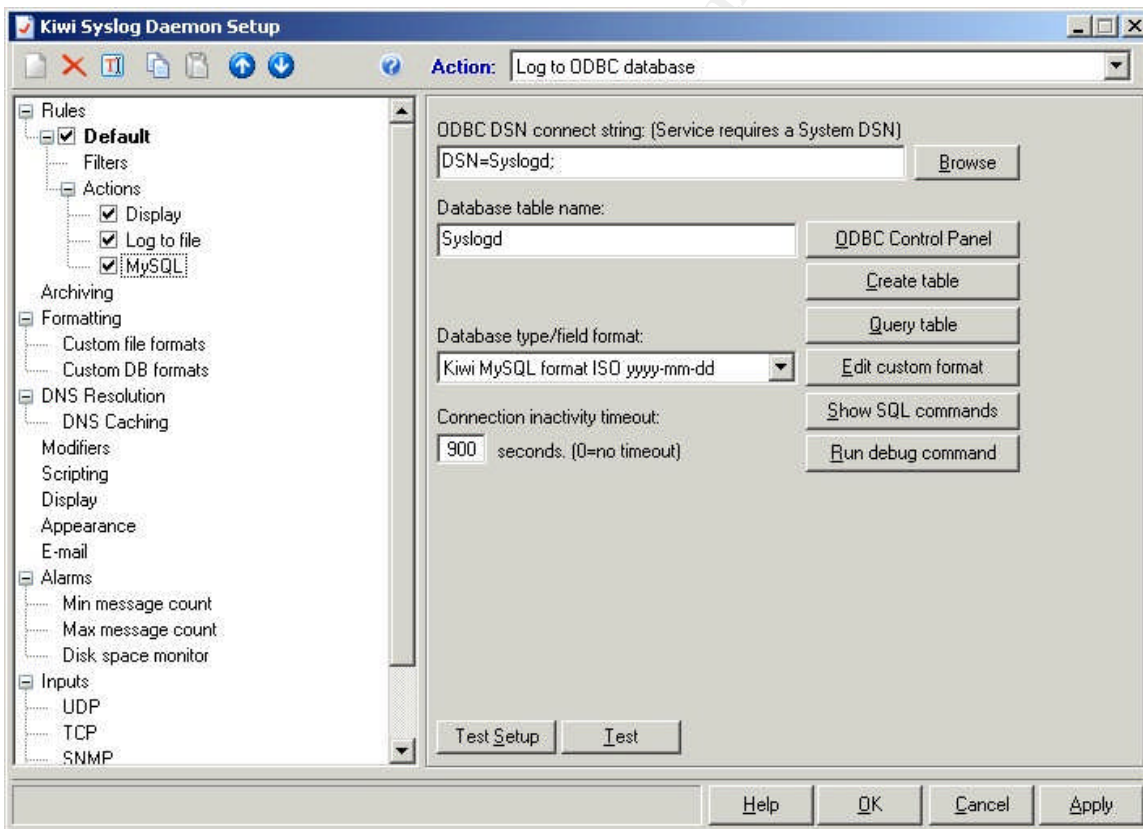 Kiwi Syslog Daemon Setup
Action: Log to ODBC database
Rules
Default
Filters
Actions
Display
Log to file
MySQL
Archiving
Formatting
Custom file formats
Custom DB formats
DNS Resolution
DNS Caching
Modifiers
Scripting
Display
Appearance
E-mail
Alarms
Min message count
Max message count
Disk space monitor
Inputs
UDP
TCP
SNMP
ODBC DSN connect string: (Service requires a System DSN)
DSN=Syslogd;
Browse
Database table name:
Syslogd
ODBC Control Panel
Create table
Query table
Database type/field format:
Kiwi MySQL format ISO yyyy-mm-dd
Edit custom format
Show SQL commands
Connection inactivity timeout:
900 seconds. (0=no timeout)
Run debug command
Test Setup
Test
Help
OK
Cancel
Apply